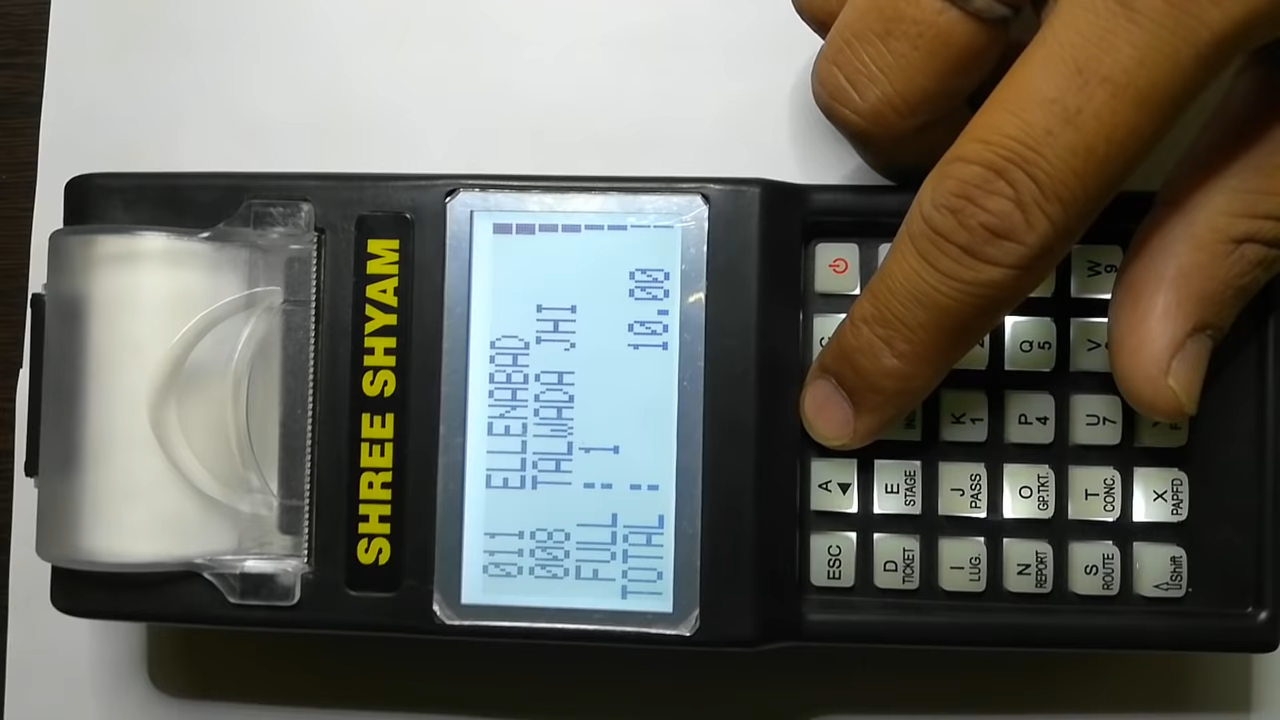 SHREE SHYAM
011 ELLENABAD
008 TALWADA JHI
FULL : 1
TOTAL : 10.00
ESC A ◀
D TICKET E STAGE
I LUG. J PASS K 1
N REPORT O GP.TKT. P 4 Q 5
S ROUTE T CONC. U 7 V W 9
⇧Shift X PAPFD Y